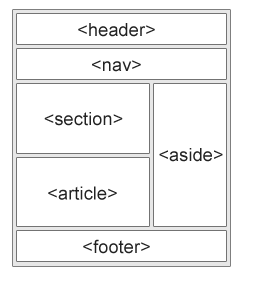 <header>
<nav>
<section>
<aside>
<article>
<footer>